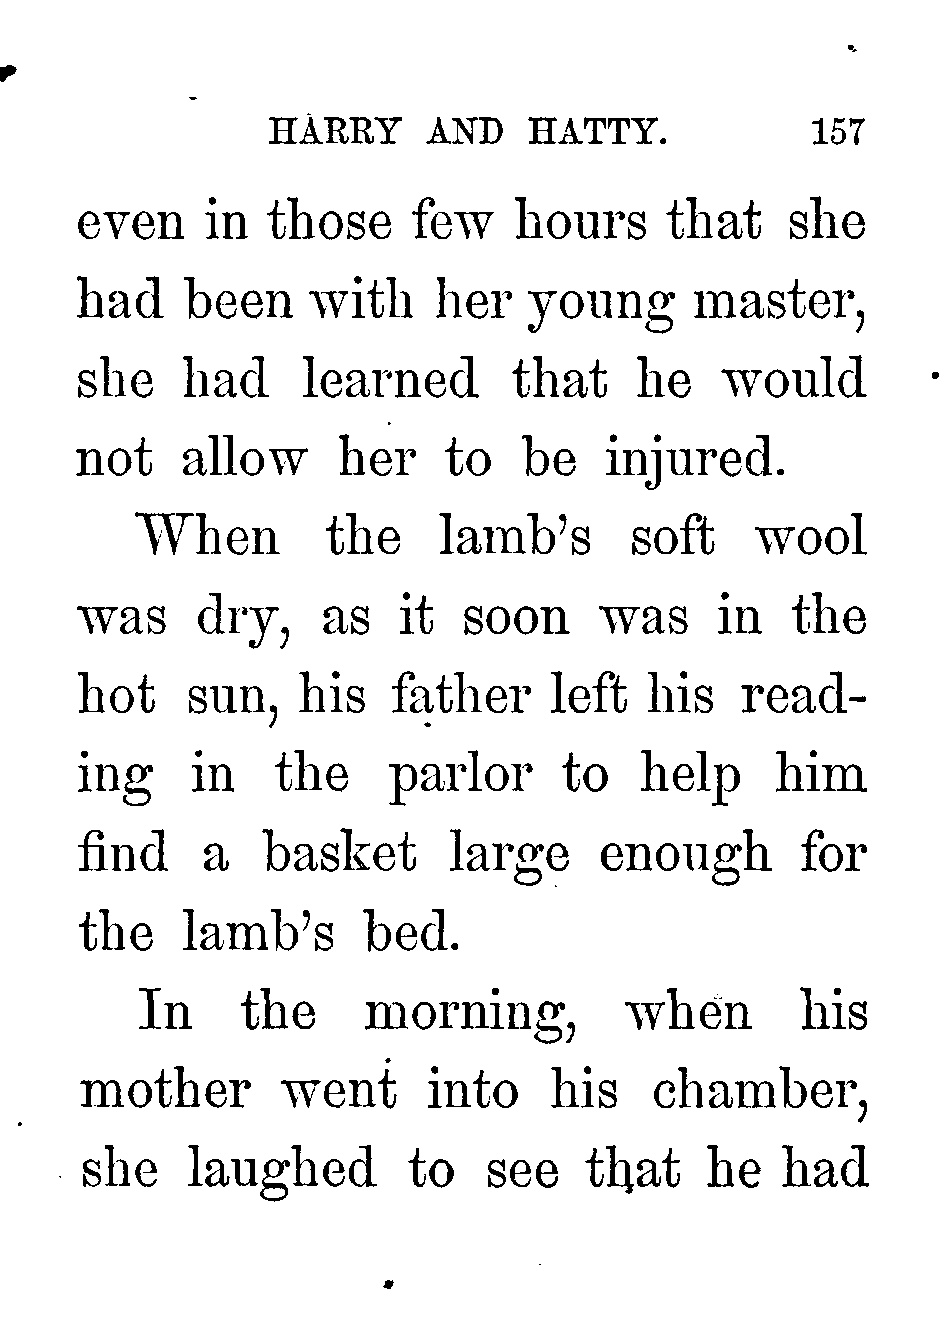 HARRY AND HATTY. 157
even in those few hours that she
had been with her young master,
she had learned that he would
not allow her to be injured.
When the lamb's soft wool
was dry, as it soon was in the
hot sun, his father left his read-
ing in the parlor to help him
find a basket large enough for
the lamb's bed.
In the morning, when his
mother went into his chamber,
she laughed to see that he had